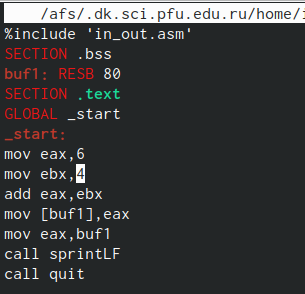 /afs/.dk.sci.pfu.edu.ru/home/
%include 'in_out.asm'
SECTION .bss
buf1: RESB 80
SECTION .text
GLOBAL _start
_start:
mov eax,6
mov ebx,4
add eax,ebx
mov [buf1],eax
mov eax,buf1
call sprintLF
call quit